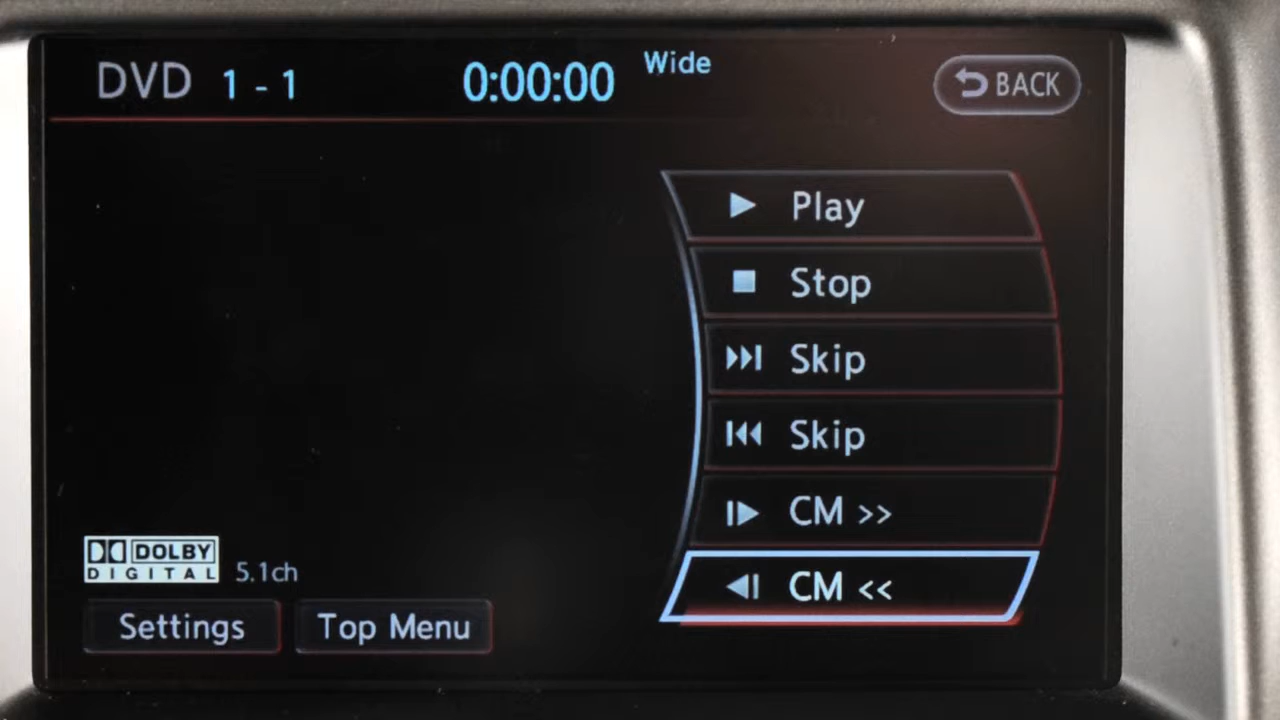 DVD 1 - 1 0:00:00 Wide BACK
Play
Stop
Skip
Skip
CM >>
CM <<
DOLBY
DIGITAL 5.1ch
Settings Top Menu